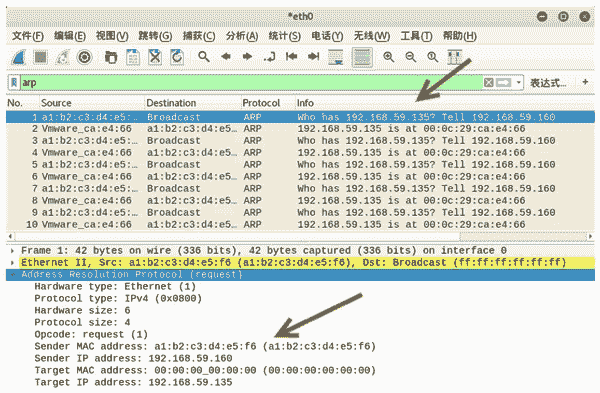 *eth0
文件(F) 编辑(E) 视图(V) 跳转(G) 捕获(C) 分析(A) 统计(S) 电话(Y) 无线(W) 工具(T) 帮助(H)
arp 表达式… +
No. Source Destination Protocol Info
1 a1:b2:c3:d4:e5:… Broadcast ARP Who has 192.168.59.135? Tell 192.168.59.160
2 Vmware_ca:e4:66 a1:b2:c3:d4:e5… ARP 192.168.59.135 is at 00:0c:29:ca:e4:66
3 a1:b2:c3:d4:e5:… Broadcast ARP Who has 192.168.59.135? Tell 192.168.59.160
4 Vmware_ca:e4:66 a1:b2:c3:d4:e5… ARP 192.168.59.135 is at 00:0c:29:ca:e4:66
5 a1:b2:c3:d4:e5:… Broadcast ARP Who has 192.168.59.135? Tell 192.168.59.160
6 Vmware_ca:e4:66 a1:b2:c3:d4:e5… ARP 192.168.59.135 is at 00:0c:29:ca:e4:66
7 a1:b2:c3:d4:e5:… Broadcast ARP Who has 192.168.59.135? Tell 192.168.59.160
8 Vmware_ca:e4:66 a1:b2:c3:d4:e5… ARP 192.168.59.135 is at 00:0c:29:ca:e4:66
9 a1:b2:c3:d4:e5:… Broadcast ARP Who has 192.168.59.135? Tell 192.168.59.160
10 Vmware_ca:e4:66 a1:b2:c3:d4:e5… ARP 192.168.59.135 is at 00:0c:29:ca:e4:66
Frame 1: 42 bytes on wire (336 bits), 42 bytes captured (336 bits) on interface 0
Ethernet II, Src: a1:b2:c3:d4:e5:f6 (a1:b2:c3:d4:e5:f6), Dst: Broadcast (ff:ff:ff:ff:ff:ff)
Address Resolution Protocol (request)
Hardware type: Ethernet (1)
Protocol type: IPv4 (0x0800)
Hardware size: 6
Protocol size: 4
Opcode: request (1)
Sender MAC address: a1:b2:c3:d4:e5:f6 (a1:b2:c3:d4:e5:f6)
Sender IP address: 192.168.59.160
Target MAC address: 00:00:00_00:00:00 (00:00:00:00:00:00)
Target IP address: 192.168.59.135